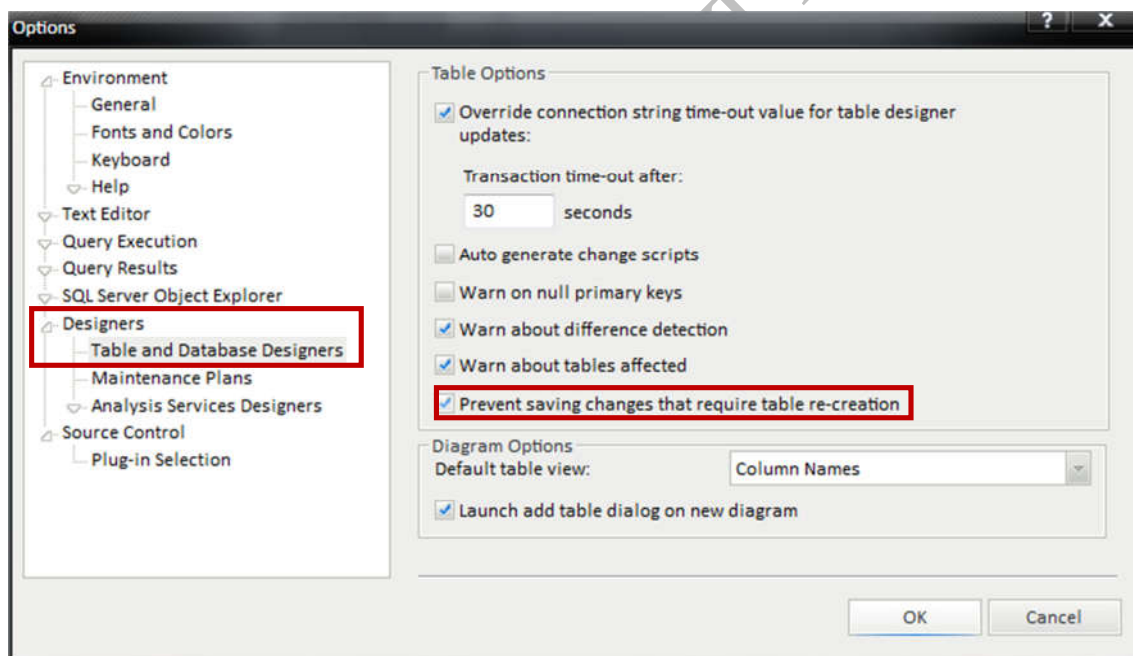 Options
?
X
Environment
General
Fonts and Colors
Keyboard
Help
Text Editor
Query Execution
Query Results
SQL Server Object Explorer
Designers
Table and Database Designers
Maintenance Plans
Analysis Services Designers
Source Control
Plug-in Selection
Table Options
Override connection string time-out value for table designer
updates:
Transaction time-out after:
30 seconds
Auto generate change scripts
Warn on null primary keys
Warn about difference detection
Warn about tables affected
Prevent saving changes that require table re-creation
Diagram Options
Default table view: Column Names
Launch add table dialog on new diagram
OK Cancel